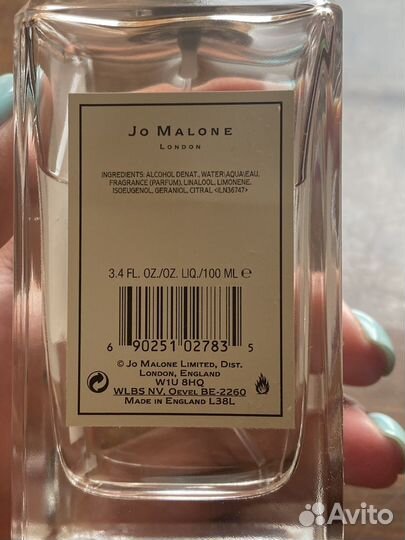 Jo Malone
London
INGREDIENTS: ALCOHOL DENAT., WATER\AQUA\EAU,
FRAGRANCE (PARFUM), LINALOOL, LIMONENE,
ISOEUGENOL, GERANIOL, CITRAL <ILN36747>
3.4 FL. OZ./OZ. LIQ./100 ML ℮
6 90251 02783 5
© Jo Malone Limited, Dist.
London, England
W1U 8HQ
WLBS NV, Oevel BE-2260
Made in England L38L
Avito